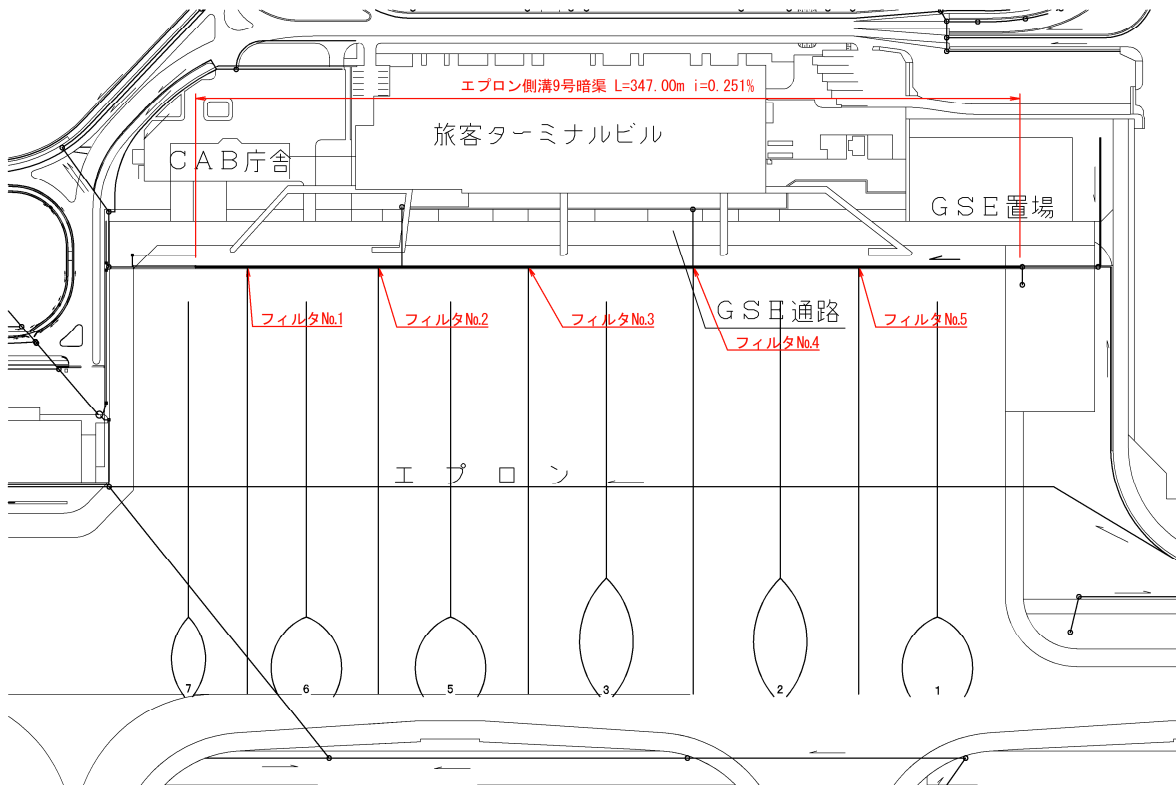 エプロン側溝9号暗渠 L=347.00m i=0.251%
旅客ターミナルビル
CAB庁舎
GSE置場
GSE通路
フィルタNo.1
フィルタNo.2
フィルタNo.3
フィルタNo.4
フィルタNo.5
エプロン
7
6
5
3
2
1